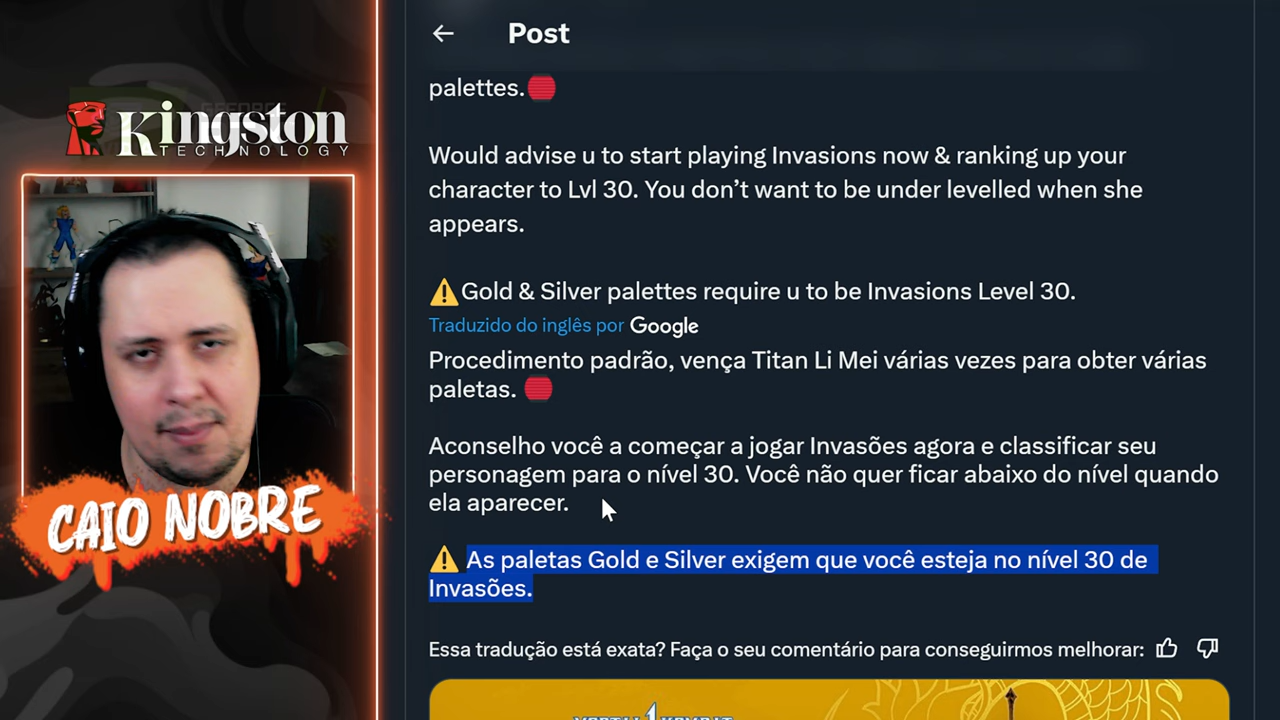 Kingston
TECHNOLOGY
CAIO NOBRE
Post
palettes.
Would advise u to start playing Invasions now & ranking up your
character to Lvl 30. You don’t want to be under levelled when she
appears.
Gold & Silver palettes require u to be Invasions Level 30.
Traduzido do inglês por Google
Procedimento padrão, vença Titan Li Mei várias vezes para obter várias
paletas.
Aconselho você a começar a jogar Invasões agora e classificar seu
personagem para o nível 30. Você não quer ficar abaixo do nível quando
ela aparecer.
As paletas Gold e Silver exigem que você esteja no nível 30 de
Invasões.
Essa tradução está exata? Faça o seu comentário para conseguirmos melhorar: